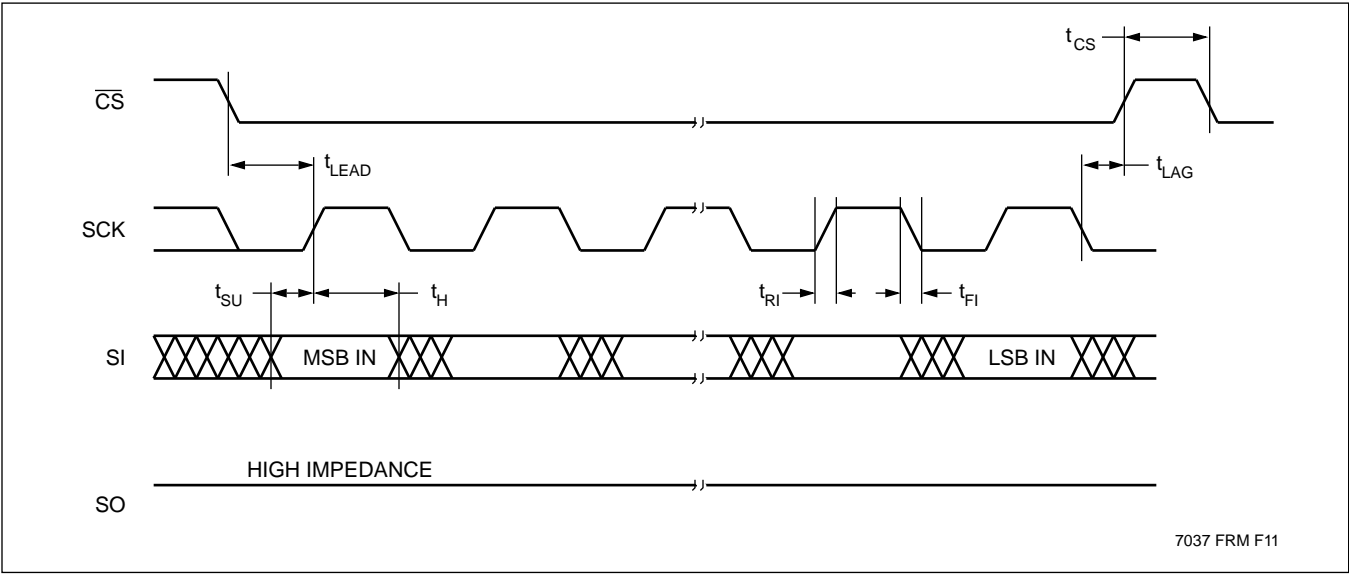 tCS
CS
tLEAD
tLAG
SCK
tSU
tH
tRI
tFI
SI
MSB IN
LSB IN
HIGH IMPEDANCE
SO
7037 FRM F11